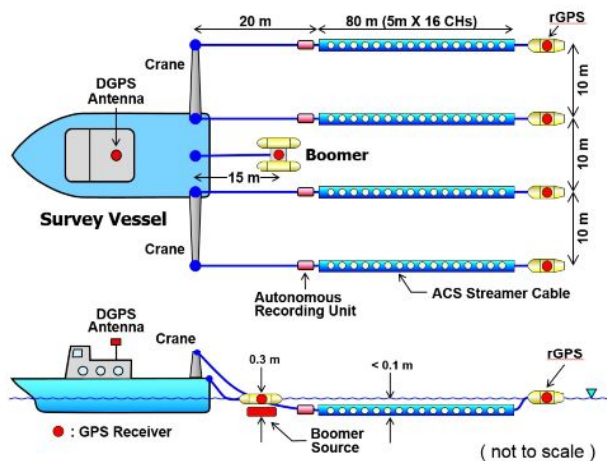 20 m
80 m (5m X 16 CHs)
rGPS
Crane
DGPS
Antenna
10 m
10 m
10 m
Boomer
15 m
Survey Vessel
Crane
Autonomous
Recording Unit
ACS Streamer Cable
DGPS
Antenna
Crane
0.3 m
< 0.1 m
rGPS
: GPS Receiver
Boomer
Source
( not to scale )